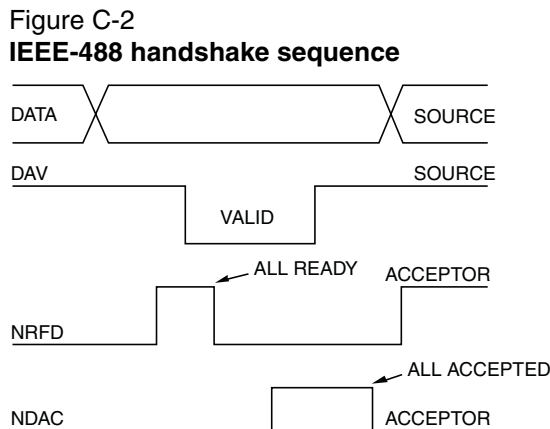 Figure C-2
IEEE-488 handshake sequence
DATA
SOURCE
DAV
SOURCE
VALID
ALL READY
ACCEPTOR
NRFD
ALL ACCEPTED
NDAC
ACCEPTOR